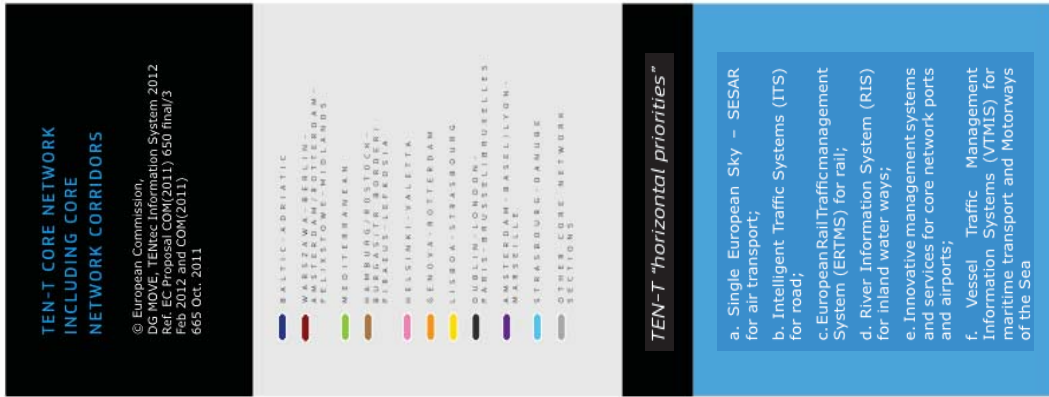 TEN-T CORE NETWORK
INCLUDING CORE
NETWORK CORRIDORS
© European Commission,
DG MOVE, TENtec Information System 2012
Ref. EC Proposal COM(2011) 650 final/3
Feb 2012 and COM(2011)
665 Oct. 2011
BALTIC-ADRIATIC
WARSZAWA-BERLIN-
AMSTERDAM/ROTTERDAM-
FELIXSTOWE-MIDLANDS
MEDITERRANEAN
HAMBURG/ROSTOCK-
BURGAS/TRBORDERI
PIRAEUS-LEFKOSIA
HELSINKI-VALETTA
GENOVA-ROTTERDAM
LISBOA-STRASBOURG
DUBLIN-LONDON-
PARIS-BRUSSELIBRUXELLES
AMSTERDAM-BASELILYON-
MARSEILLE
STRASBOURG-DANUBE
OTHER CORE-NETWORK
SECTIONS
TEN-T “horizontal priorities”
a. Single European Sky – SESAR
for air transport;
b. Intelligent Traffic Systems (ITS)
for road;
c. European Rail Traffic management
System (ERTMS) for rail;
d. River Information System (RIS)
for inland water ways;
e. Innovative management systems
and services for core network ports
and airports;
f. Vessel Traffic Management
Information Systems (VTMIS) for
maritime transport and Motorways
of the Sea